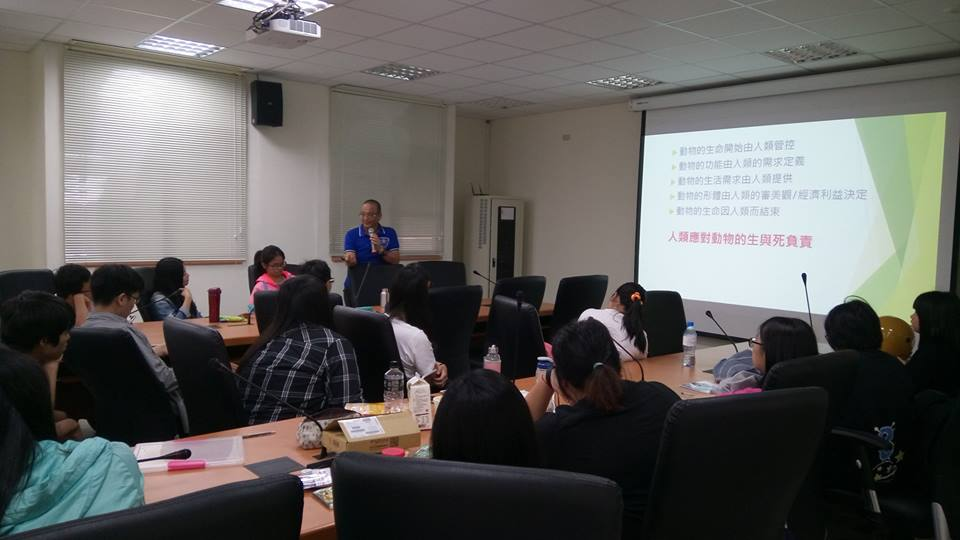 動物的生命開始由人類管控
動物的功能由人類的需求定義
動物的生活需求由人類提供
動物的形體由人類的審美觀/經濟利益決定
動物的生命因人類而結束
人類應對動物的生與死負責